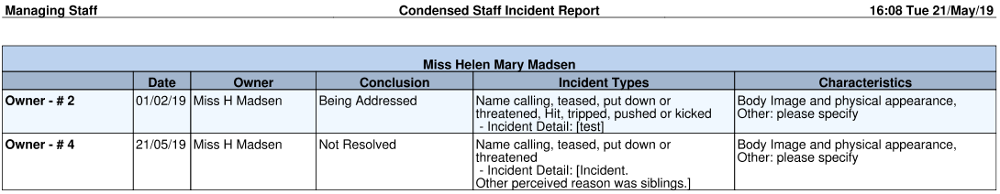 Managing Staff Condensed Staff Incident Report 16:08 Tue 21/May/19
Miss Helen Mary Madsen
Date Owner Conclusion Incident Types Characteristics
Owner - # 2 01/02/19 Miss H Madsen Being Addressed Name calling, teased, put down or Body Image and physical appearance,
threatened, Hit, tripped, pushed or kicked Other: please specify
- Incident Detail: [test]
Owner - # 4 21/05/19 Miss H Madsen Not Resolved Name calling, teased, put down or Body Image and physical appearance,
threatened Other: please specify
- Incident Detail: [Incident.
Other perceived reason was siblings.]